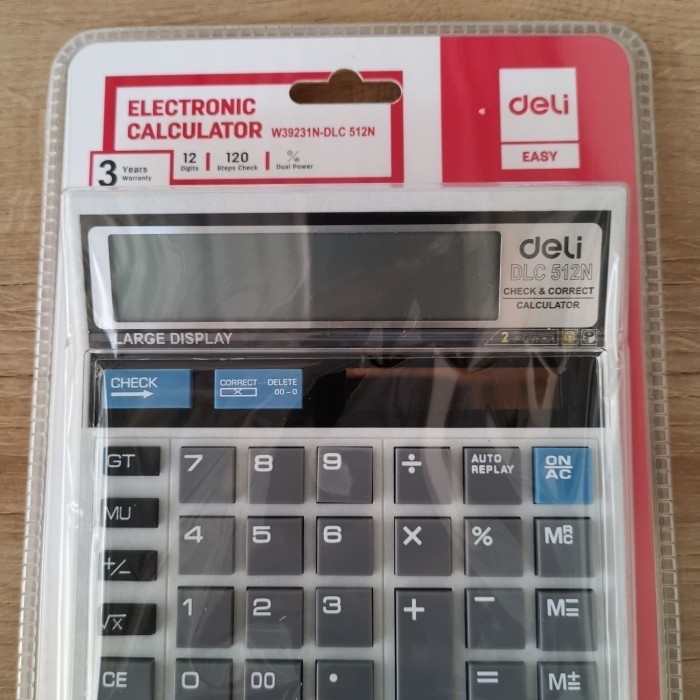 ELECTRONIC
CALCULATOR W39231N-DLC 512N
deli
EASY
3 Years
Warranty
12
Digits
120
Steps Check
%
Dual Power
deli
DLC 512N
CHECK & CORRECT
CALCULATOR
LARGE DISPLAY
CHECK
CORRECT DELETE
00→0
GT 7 8 9 ÷ AUTO
REPLAY ON
AC
MU 4 5 6 × % MRC
+/− 1 2 3 + − M=
√x
CE 0 00 • = M±